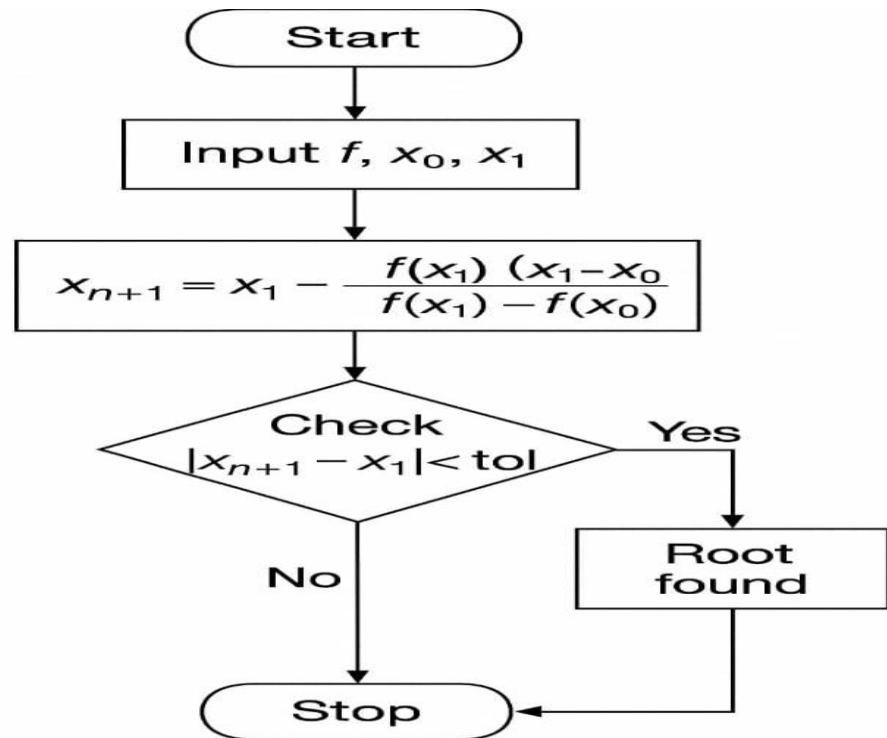 Start
Input f, x₀, x₁
xₙ₊₁ = x₁ − f(x₁) (x₁−x₀ / f(x₁) − f(x₀)
Check
|xₙ₊₁ − x₁| < tol
Yes
No
Root
found
Stop